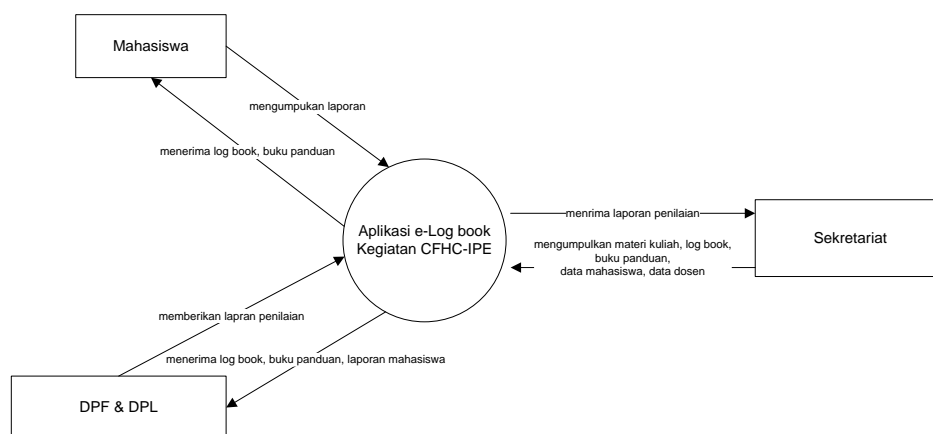 Mahasiswa
mengumpukan laporan
menerima log book, buku panduan
Aplikasi e-Log book
Kegiatan CFHC-IPE
menrima laporan penilaian
Sekretariat
mengumpulkan materi kuliah, log book,
buku panduan,
data mahasiswa, data dosen
memberikan lapran penilaian
menerima log book, buku panduan, laporan mahasiswa
DPF & DPL